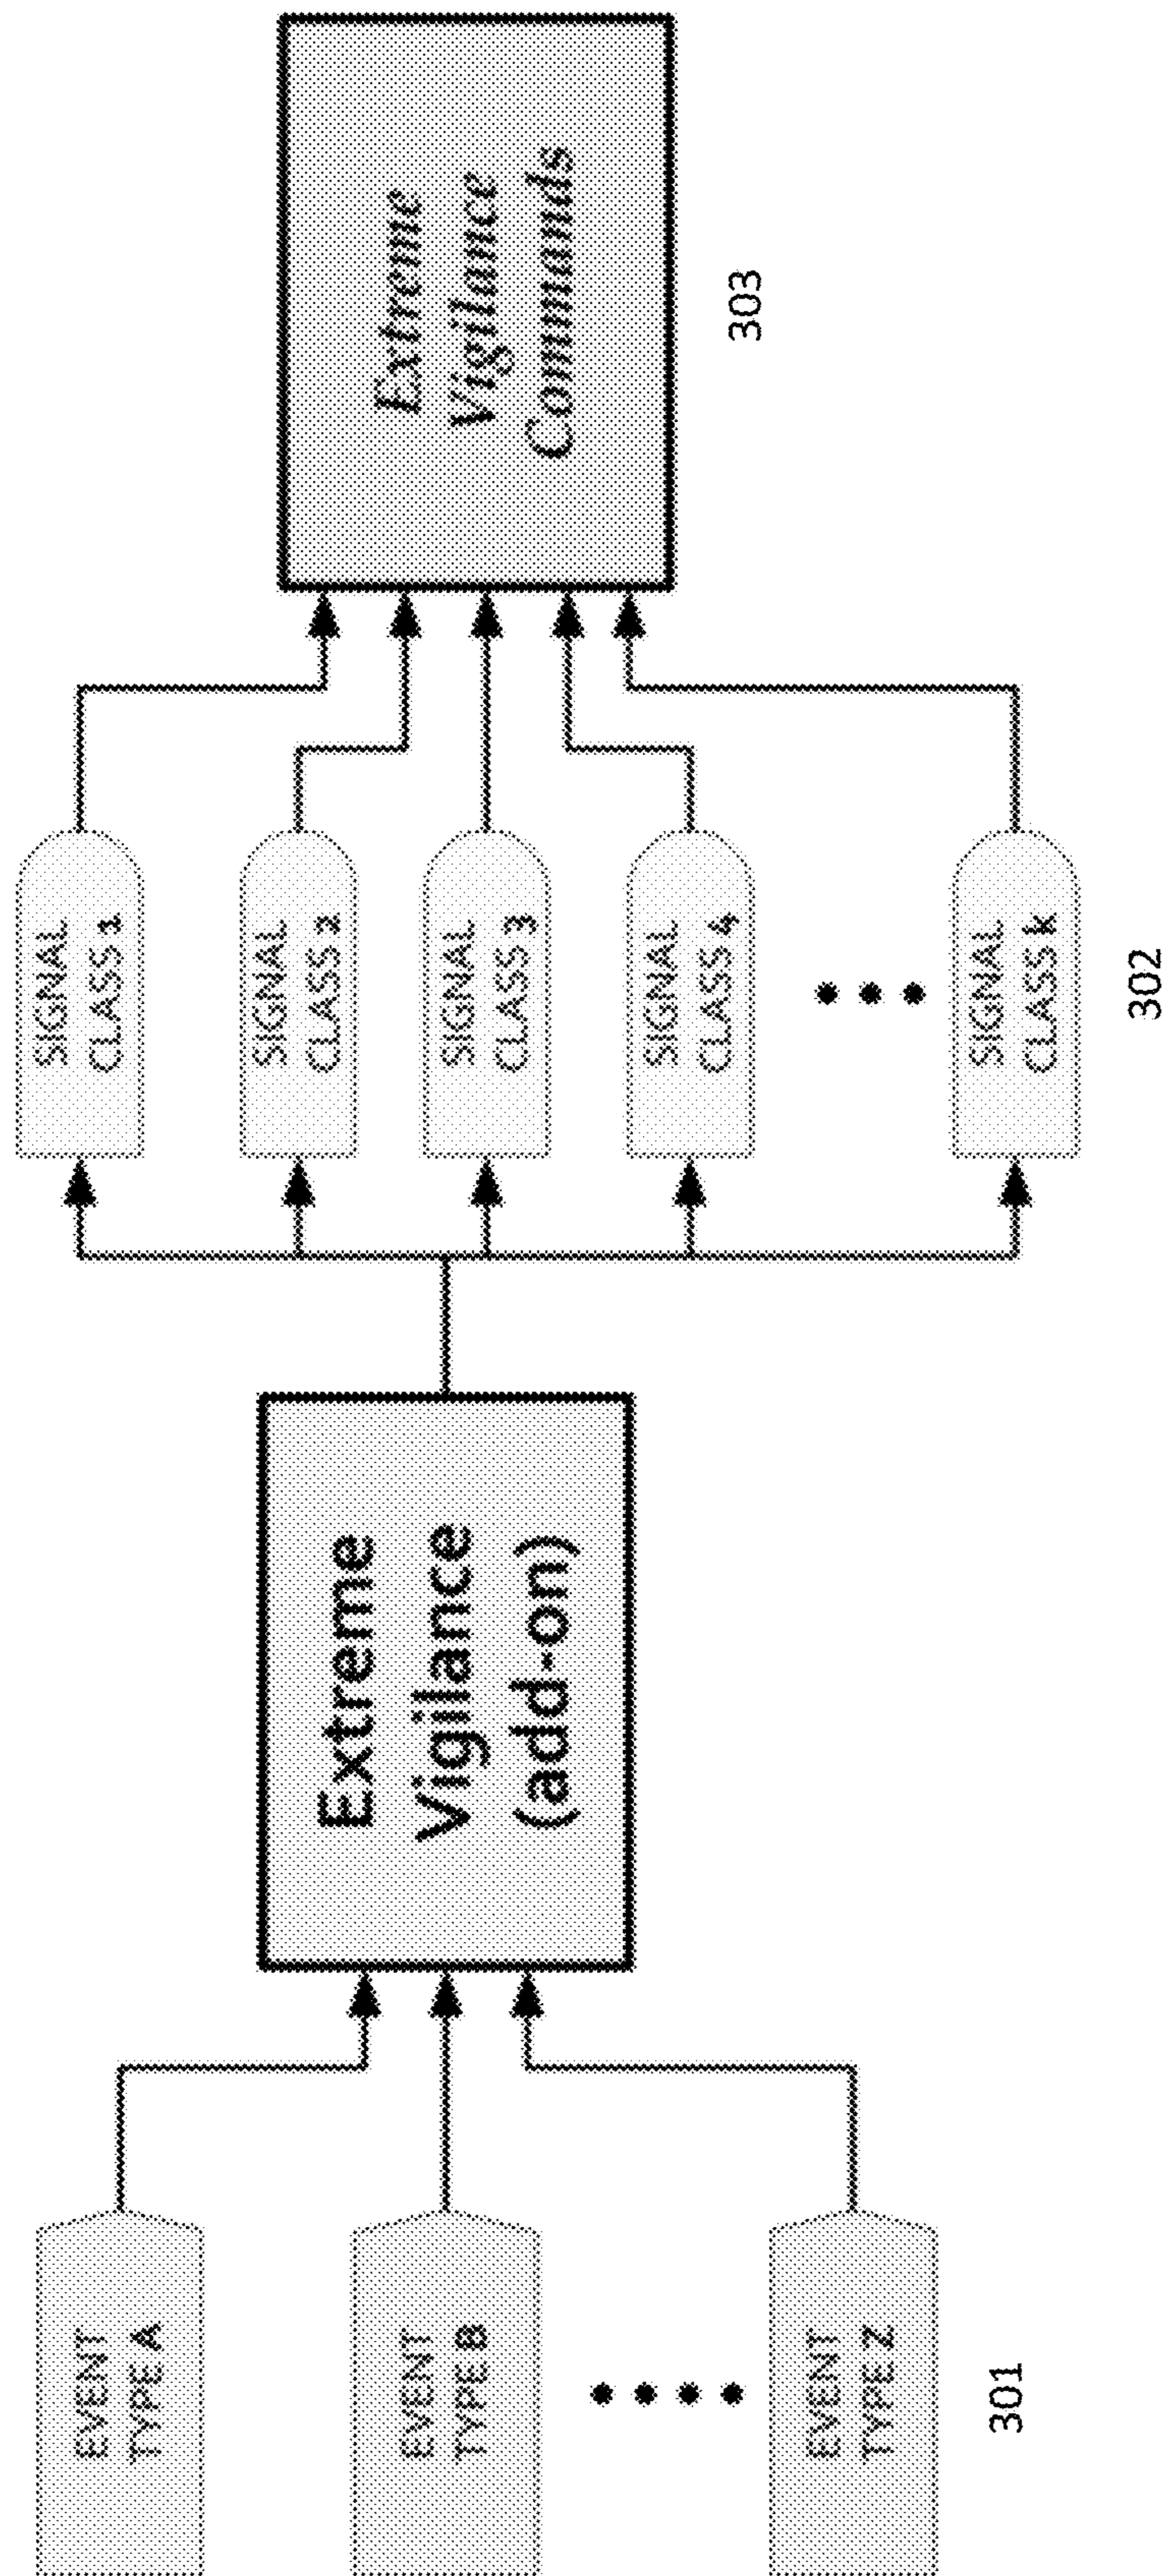 EVENT
TYPE A
EVENT
TYPE B
EVENT
TYPE Z
301
Extreme
Vigilance
(add-on)
SIGNAL
CLASS 1
SIGNAL
CLASS 2
SIGNAL
CLASS 3
SIGNAL
CLASS 4
SIGNAL
CLASS k
302
Extreme
Vigilance
Commands
303